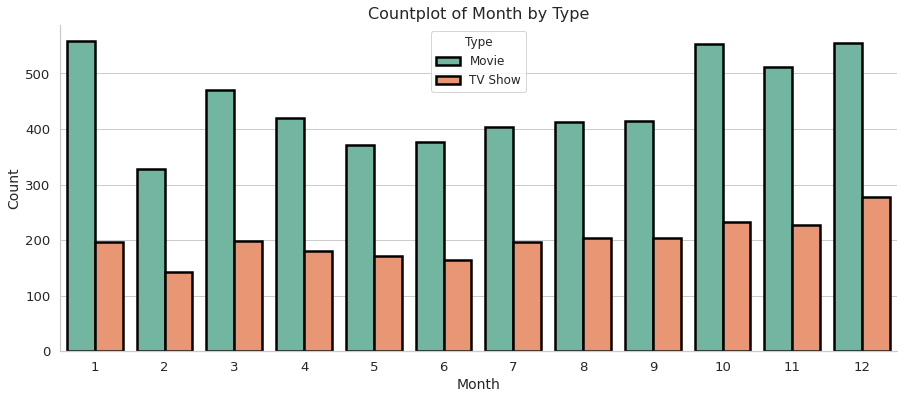 Countplot of Month by Type
Type
Movie
TV Show
Count
500
400
300
200
100
0
1 2 3 4 5 6 7 8 9 10 11 12
Month